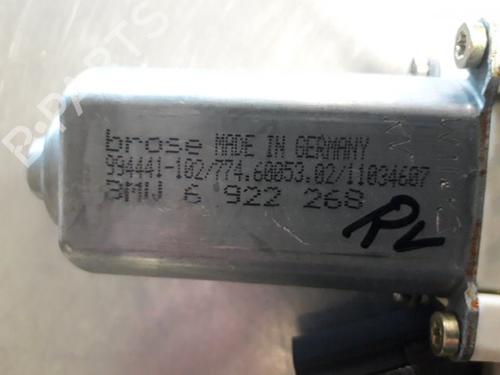 brose MADE IN GERMANY
994441-102/774.60053.02/11034607
BMW 6 922 268
RV